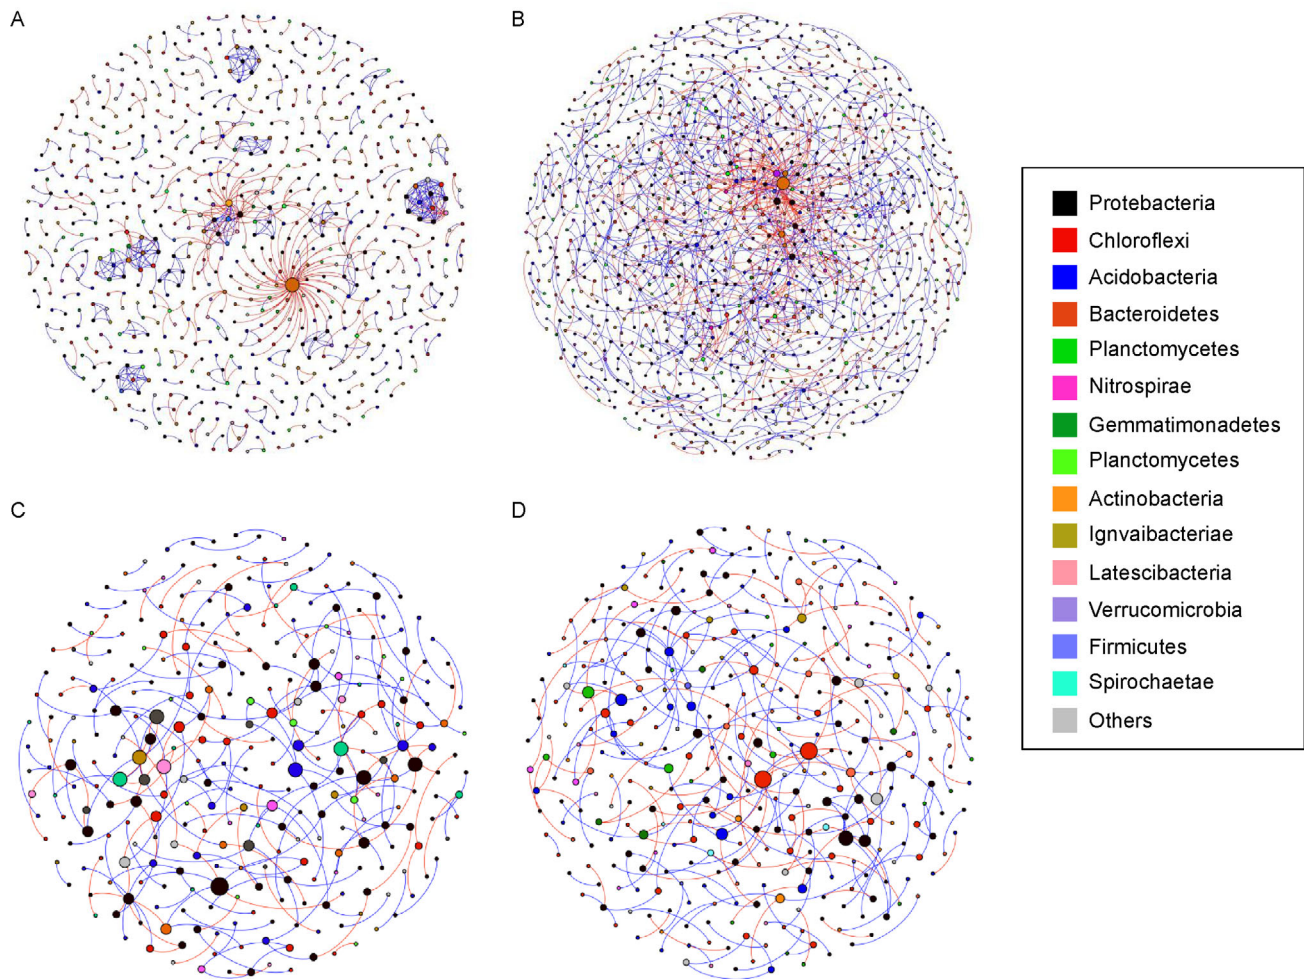 A
B
C
D
Protebacteria
Chloroflexi
Acidobacteria
Bacteroidetes
Planctomycetes
Nitrospirae
Gemmatimonadetes
Planctomycetes
Actinobacteria
Ignvaibacteriae
Latescibacteria
Verrucomicrobia
Firmicutes
Spirochaetae
Others